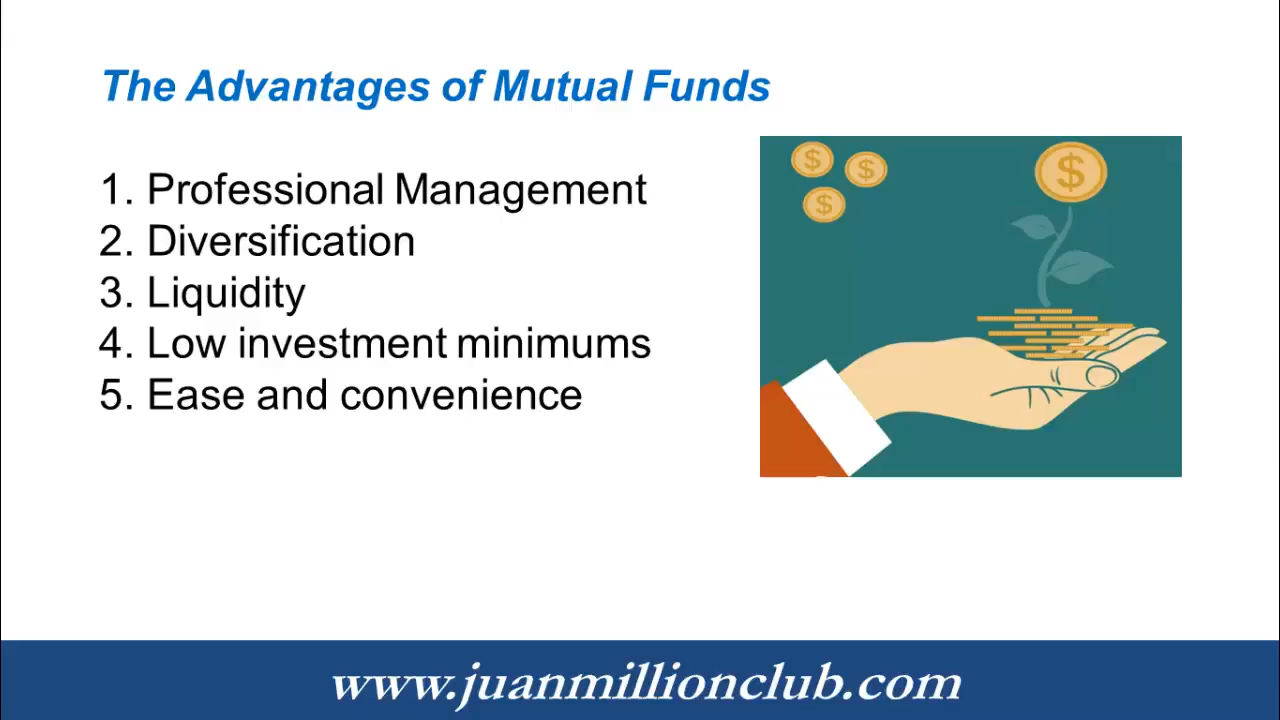 The Advantages of Mutual Funds
1. Professional Management
2. Diversification
3. Liquidity
4. Low investment minimums
5. Ease and convenience
$
$
$
$
www.juanmillionclub.com